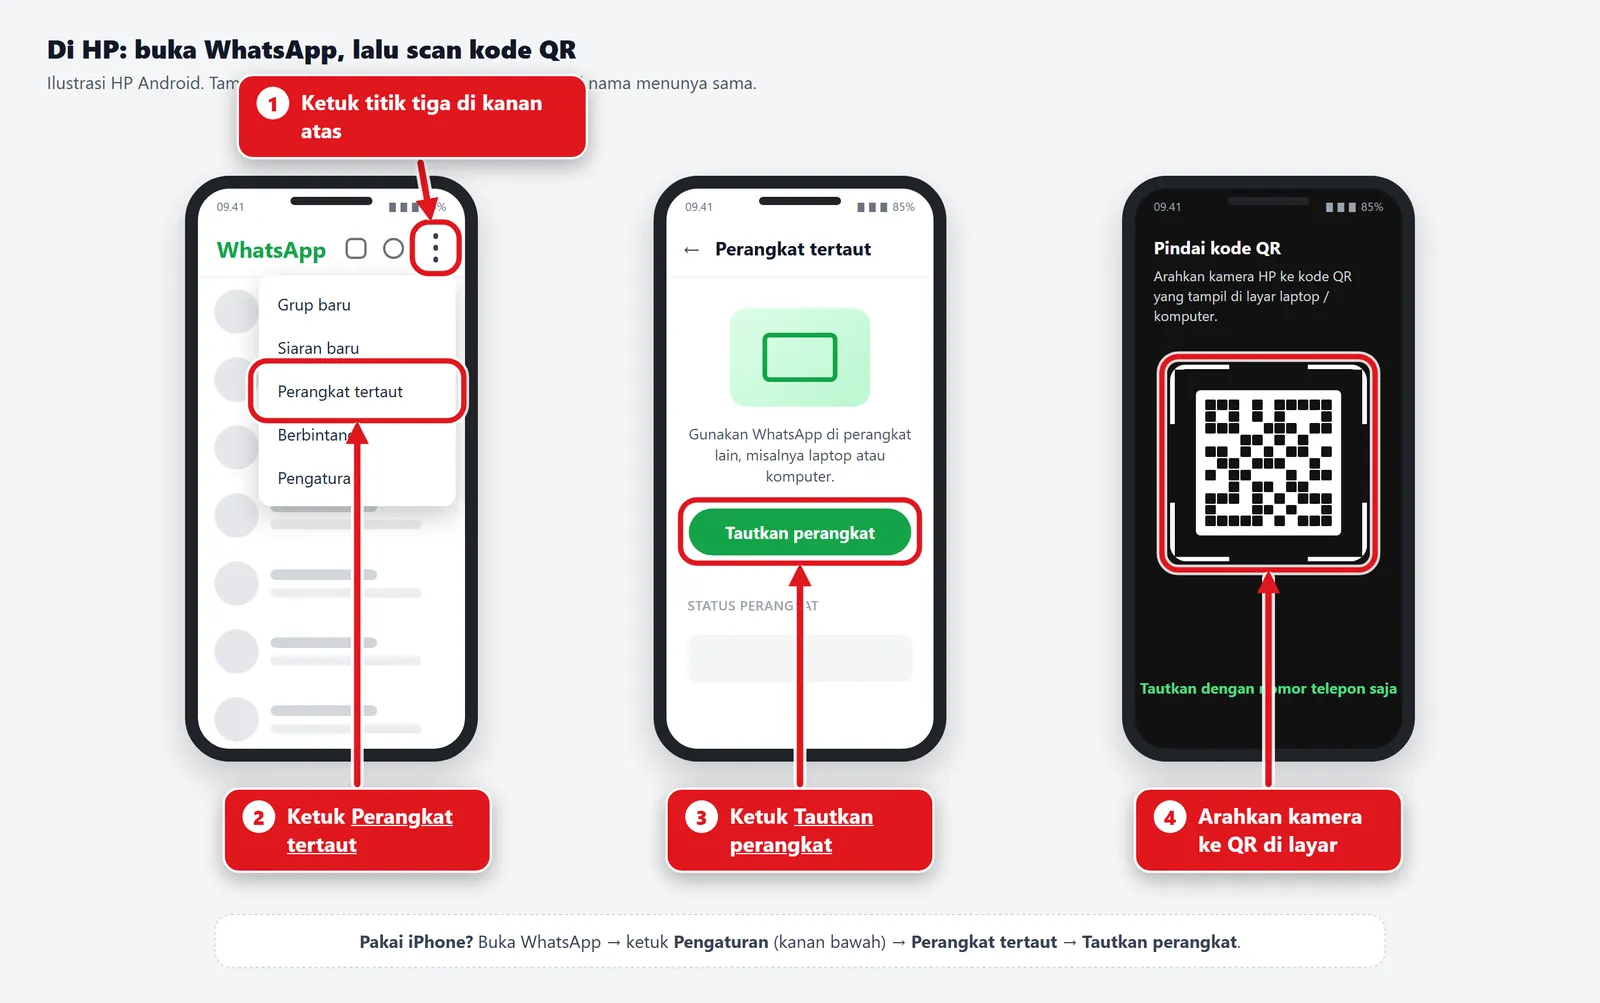 Di HP: buka WhatsApp, lalu scan kode QR
Ilustrasi HP Android. Tam
nama menunya sama.
1 Ketuk titik tiga di kanan
atas
09.41
%
WhatsApp
Grup baru
Siaran baru
Perangkat tertaut
Berbintang
Pengatura
2 Ketuk Perangkat
tertaut
09.41 85%
← Perangkat tertaut
Gunakan WhatsApp di perangkat
lain, misalnya laptop atau
komputer.
Tautkan perangkat
STATUS PERANGKAT
3 Ketuk Tautkan
perangkat
09.41 85%
Pindai kode QR
Arahkan kamera HP ke kode QR
yang tampil di layar laptop /
komputer.
Tautkan dengan nomor telepon saja
4 Arahkan kamera
ke QR di layar
Pakai iPhone? Buka WhatsApp → ketuk Pengaturan (kanan bawah) → Perangkat tertaut → Tautkan perangkat.